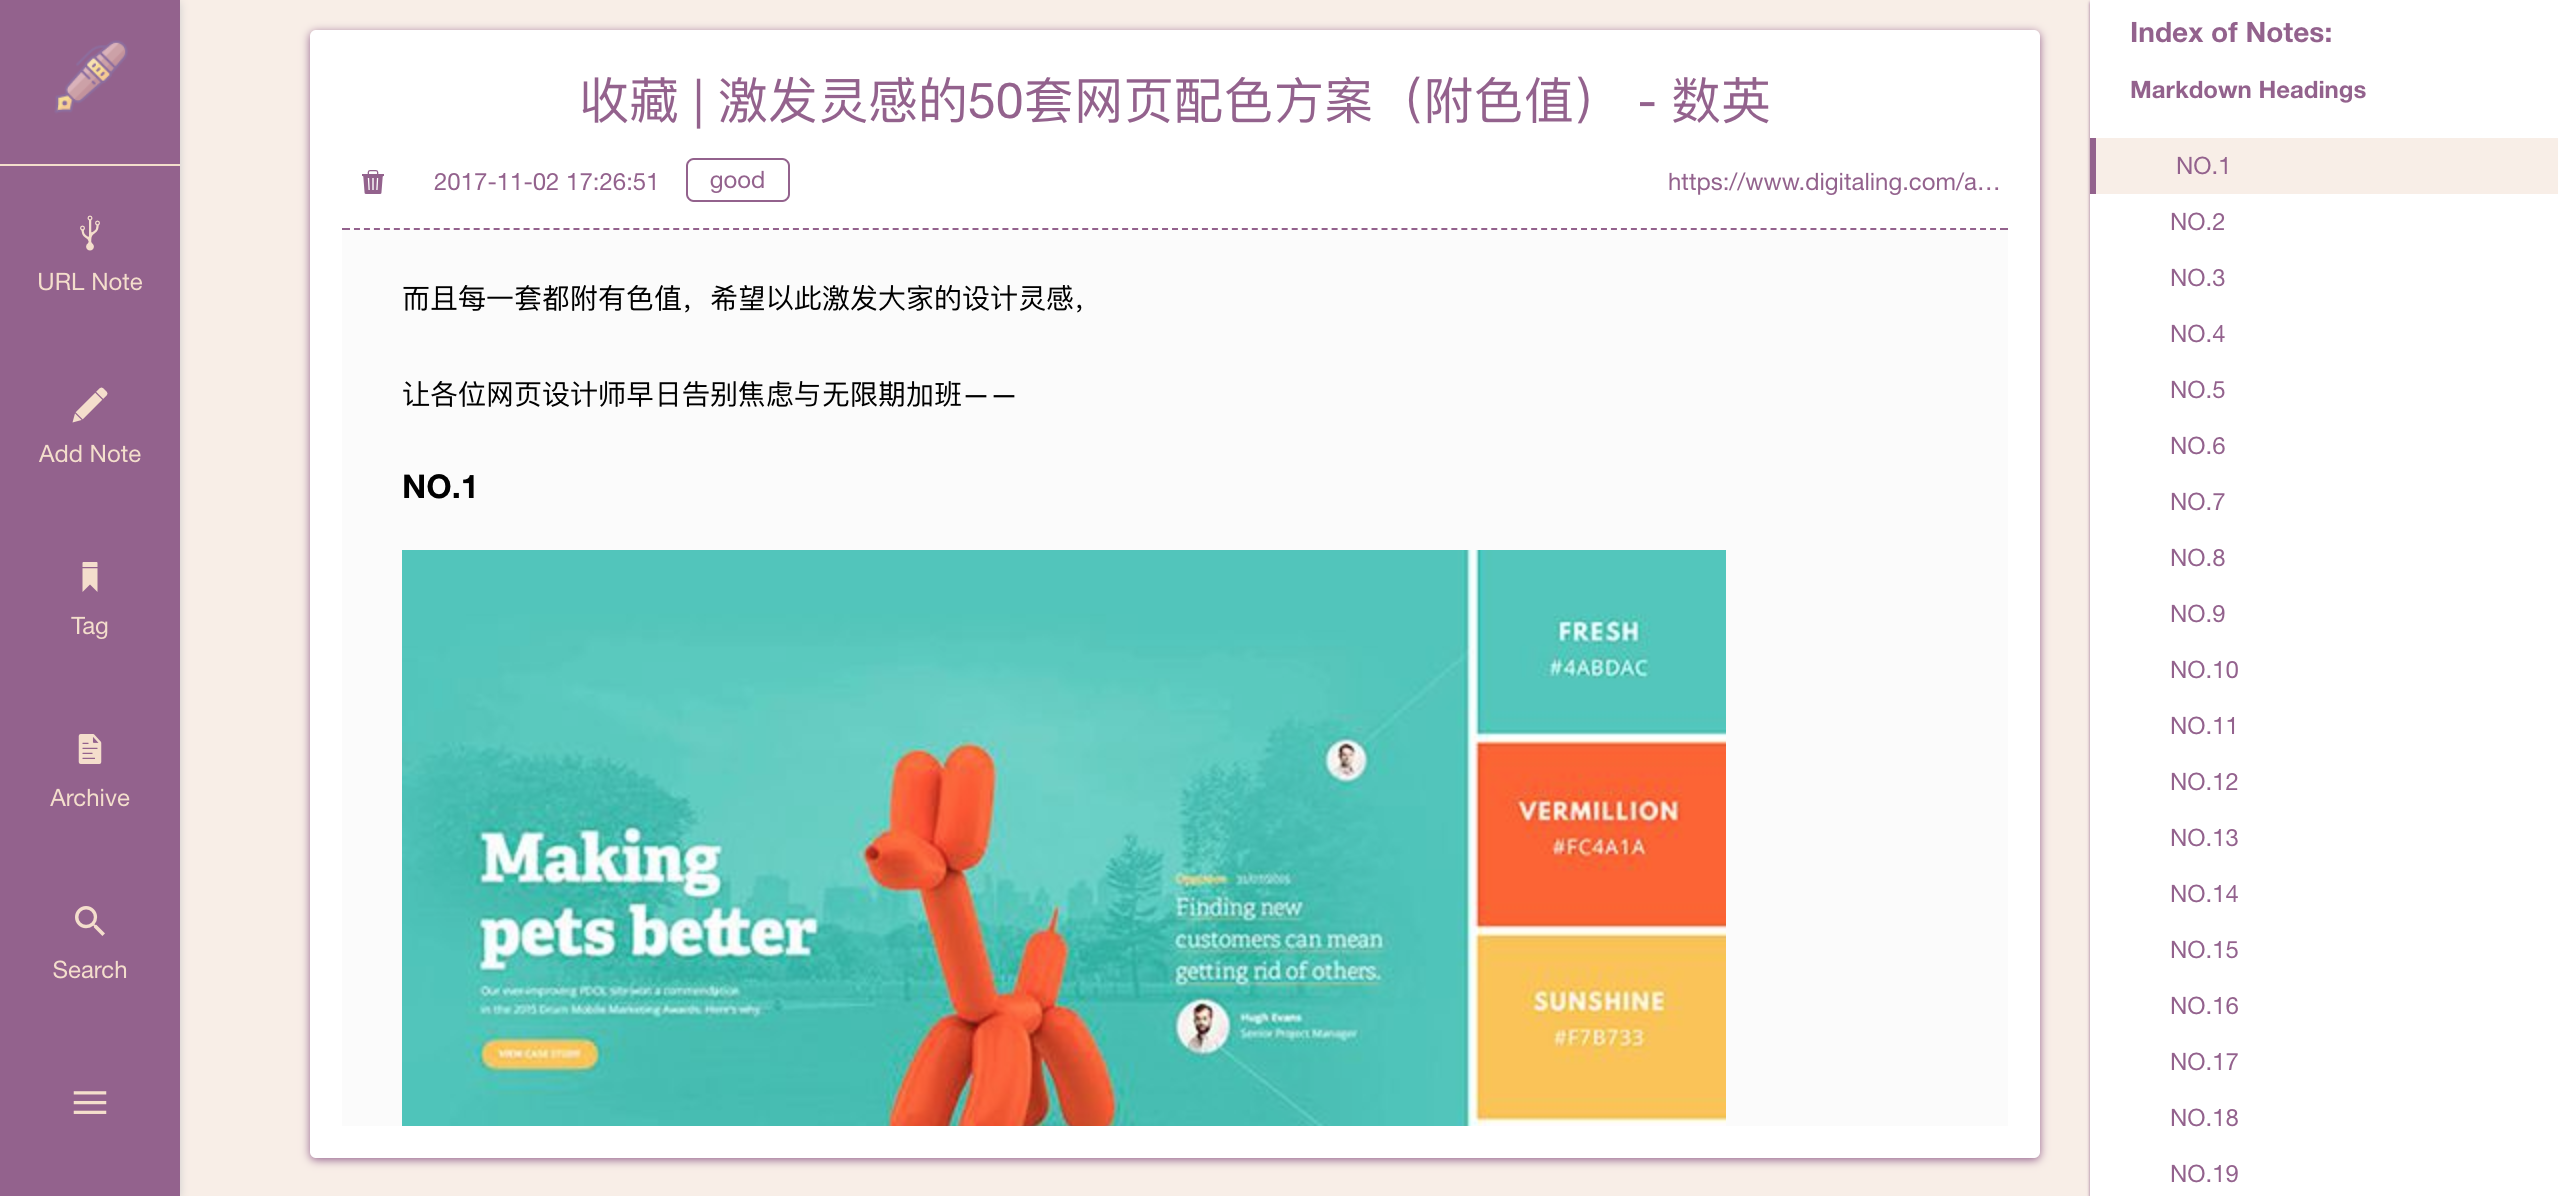 URL Note
Add Note
Tag
Archive
Search
收藏 | 激发灵感的50套网页配色方案（附色值） - 数英
2017-11-02 17:26:51
good
https://www.digitaling.com/a...
而且每一套都附有色值，希望以此激发大家的设计灵感，
让各位网页设计师早日告别焦虑与无限期加班——
NO.1
Making
pets better
Our ever-improving PDOL site won a commendation
in the 2015 Drum Mobile Marketing Awards. Here's why.
VIEW CASE STUDY
Finding new
customers can mean
getting rid of others.
Hugh Evans
Senior Project Manager
FRESH
#4ABDAC
VERMILLION
#FC4A1A
SUNSHINE
#F7B733
Index of Notes:
Markdown Headings
NO.1
NO.2
NO.3
NO.4
NO.5
NO.6
NO.7
NO.8
NO.9
NO.10
NO.11
NO.12
NO.13
NO.14
NO.15
NO.16
NO.17
NO.18
NO.19